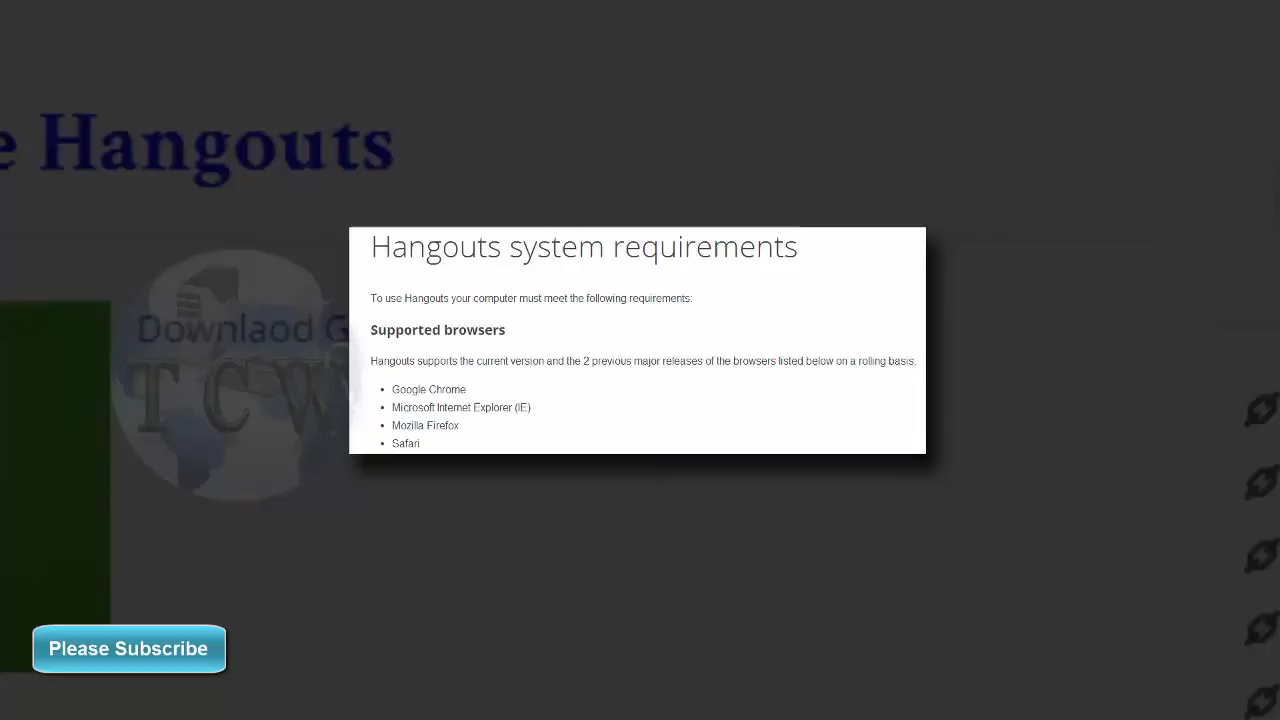 e Hangouts
Hangouts system requirements
To use Hangouts your computer must meet the following requirements:
Supported browsers
Hangouts supports the current version and the 2 previous major releases of the browsers listed below on a rolling basis:
• Google Chrome
• Microsoft Internet Explorer (IE)
• Mozilla Firefox
• Safari
Downlaod G
T C W
Please Subscribe